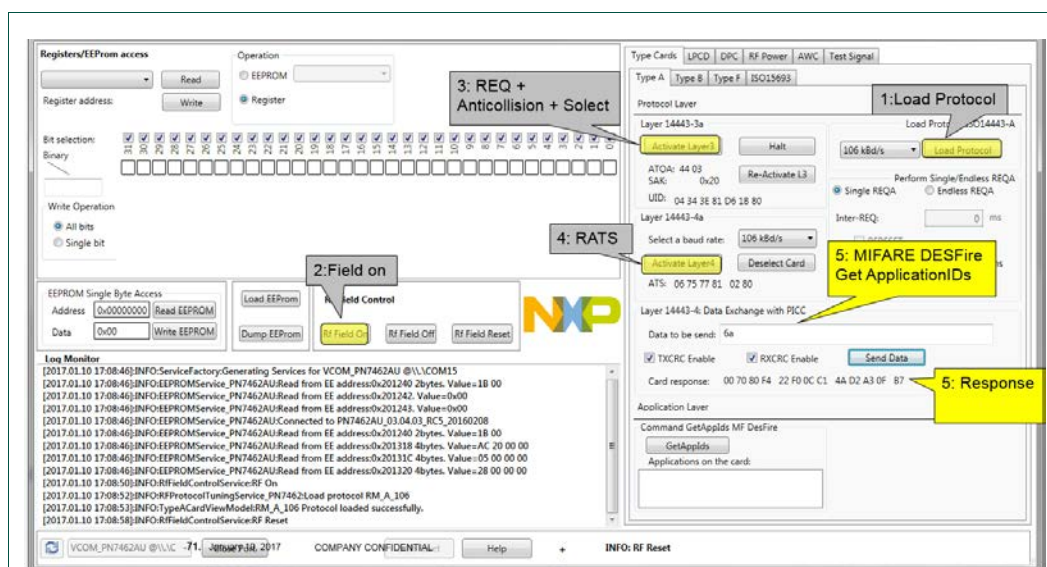 Registers/EEProm access
Operation
Read
EEPROM
Register address:
Write
Register
Bit selection:
31 30 29 28 27 26 25 24 23 22 21 20 19 18 17 16 15 14 13 12 11 10 9 8 7 6 5 4 3 2 1 0
Binary
Write Operation
All bits
Single bit
3: REQ +
Anticollision + Solect
4: RATS
2:Field on
EEPROM Single Byte Access
Address 0x00000000 Read EEPROM
Data 0x00 Write EEPROM
Load EEProm
Dump EEProm
Control
RF Field On
RF Field Off
RF Field Reset
NXP
Log Monitor
[2017.01.10 17:08:46]:INFO:ServiceFactory:Generating Services for VCOM_PN7462AU @\\.\COM15
[2017.01.10 17:08:46]:INFO:EEPROMService_PN7462AU:Read from EE address:0x201240 2bytes. Value=1B 00
[2017.01.10 17:08:46]:INFO:EEPROMService_PN7462AU:Read from EE address:0x201242. Value=0x00
[2017.01.10 17:08:46]:INFO:EEPROMService_PN7462AU:Read from EE address:0x201243. Value=0x00
[2017.01.10 17:08:46]:INFO:EEPROMService_PN7462AU:Connected to PN7462AU_03.04.03_RC5_20160208
[2017.01.10 17:08:46]:INFO:EEPROMService_PN7462AU:Read from EE address:0x201240 2bytes. Value=1B 00
[2017.01.10 17:08:46]:INFO:EEPROMService_PN7462AU:Read from EE address:0x201318 4bytes. Value=AC 20 00 00
[2017.01.10 17:08:46]:INFO:EEPROMService_PN7462AU:Read from EE address:0x20131C 4bytes. Value=05 00 00 00
[2017.01.10 17:08:46]:INFO:EEPROMService_PN7462AU:Read from EE address:0x201320 4bytes. Value=28 00 00 00
[2017.01.10 17:08:50]:INFO:RfFieldControlService:RF On
[2017.01.10 17:08:52]:INFO:RFProtocolTuningService_PN7462:Load protocol RM_A_106
[2017.01.10 17:08:53]:INFO:TypeACardViewModel:RM_A_106 Protocol loaded successfully.
[2017.01.10 17:08:58]:INFO:RfFieldControlService:RF Reset
Type Cards LPCD DPC RF Power AWC Test Signal
Type A Type B Type F ISO15693
Protocol Layer
1:Load Protocol
Layer 14443-3a
Activate Layer3
Halt
106 kBd/s
Load Protocol
ATQA: 44 03
SAK: 0x20
Re-Activate L3
Perform Single/Endless REQA
Single REQA
Endless REQA
UID: 04 34 3E 81 D6 18 80
Layer 14443-4a
Inter-REQ: 0 ms
Select a baud rate: 106 kBd/s
Activate Layer4
Deselect Card
ATS: 06 75 77 81 02 80
5: MIFARE DESFire
Get ApplicationIDs
Layer 14443-4: Data Exchange with PICC
Data to be send: 6a
TXCRC Enable
RXCRC Enable
Send Data
Card response: 00 70 80 F4 22 F0 0C C1 4A D2 A3 0F B7
5: Response
Application Layer
Command GetAppIds MF DesFire
GetAppIds
Applications on the card:
VCOM_PN7462AU @\\.\C
71.
January 10, 2017
COMPANY CONFIDENTIAL
Help
+
INFO: RF Reset